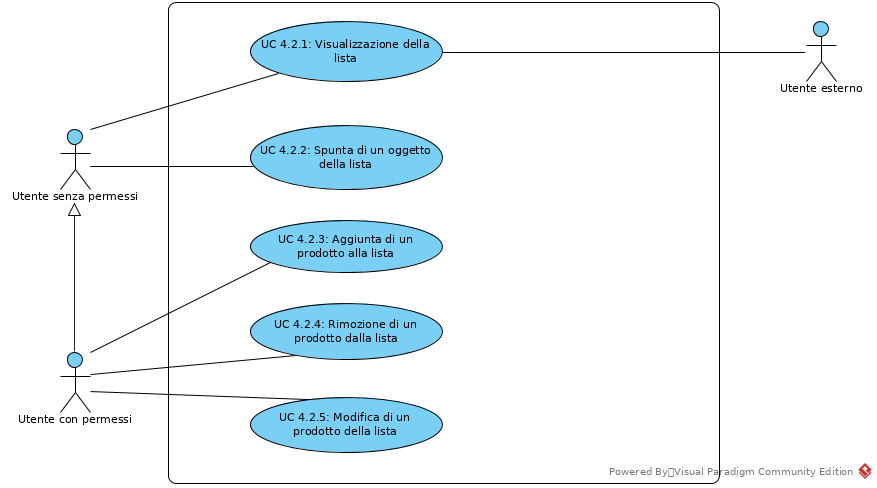 UC 4.2.1: Visualizzazione della
lista
Utente esterno
UC 4.2.2: Spunta di un oggetto
della lista
Utente senza permessi
UC 4.2.3: Aggiunta di un
prodotto alla lista
UC 4.2.4: Rimozione di un
prodotto dalla lista
Utente con permessi
UC 4.2.5: Modifica di un
prodotto della lista
Powered By Visual Paradigm Community Edition